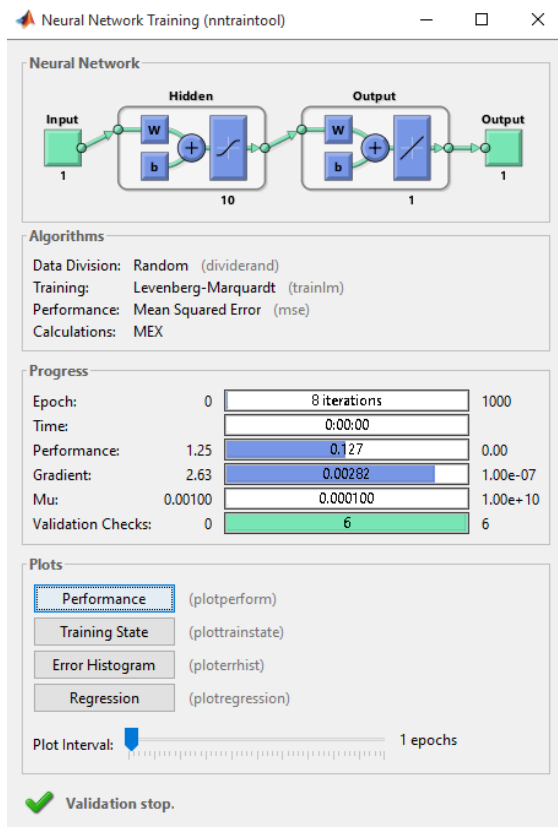 Neural Network Training (nntraintool)
Neural Network
Hidden Output
Input Output
W W
+ +
b b
1 1
10 1
Algorithms
Data Division: Random (dividerand)
Training: Levenberg-Marquardt (trainlm)
Performance: Mean Squared Error (mse)
Calculations: MEX
Progress
Epoch: 0 8 iterations 1000
Time: 0:00:00
Performance: 1.25 0.127 0.00
Gradient: 2.63 0.00282 1.00e-07
Mu: 0.00100 0.000100 1.00e+10
Validation Checks: 0 6 6
Plots
Performance (plotperform)
Training State (plottrainstate)
Error Histogram (ploterrhist)
Regression (plotregression)
Plot Interval: 1 epochs
Validation stop.